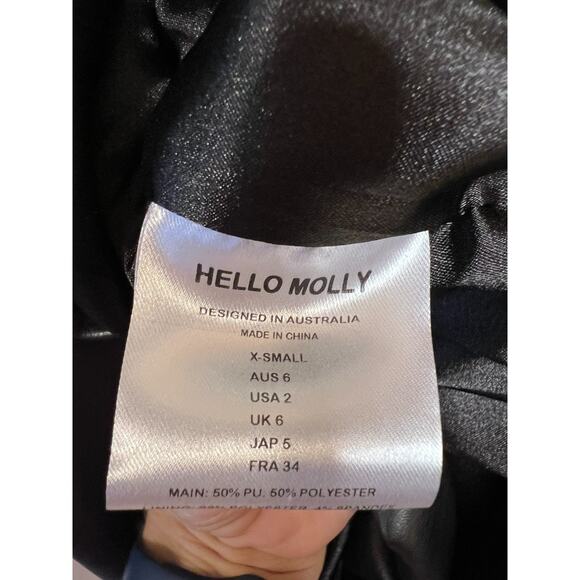 HELLO MOLLY
DESIGNED IN AUSTRALIA
MADE IN CHINA
X-SMALL
AUS 6
USA 2
UK 6
JAP 5
FRA 34
MAIN: 50% PU. 50% POLYESTER
POLYESTER